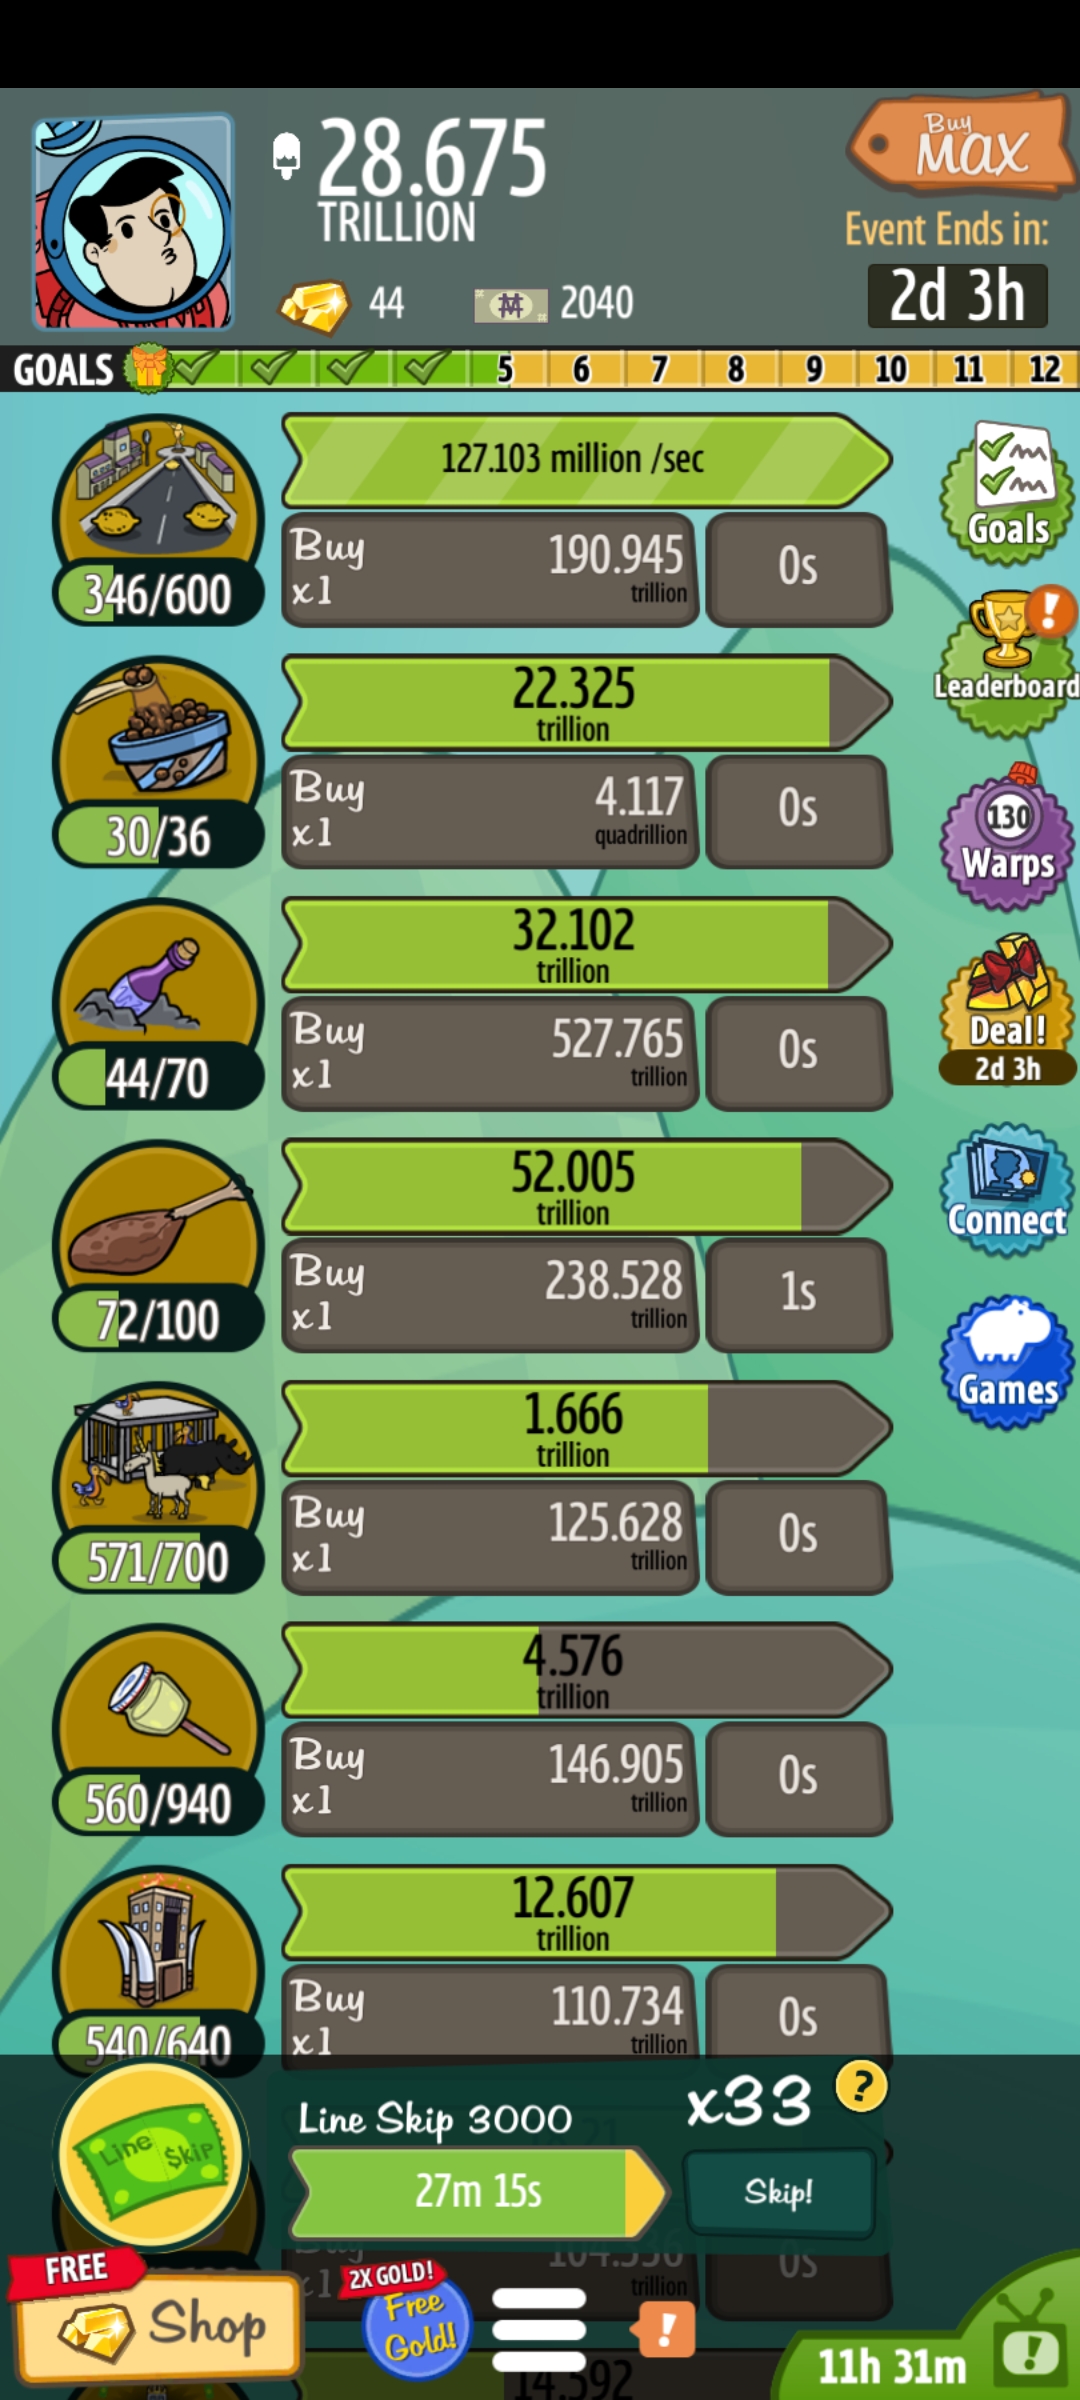 28.675
TRILLION
Buy
MAX
Event Ends in:
44
2040
2d 3h
GOALS
5 6 7 8 9 10 11 12
127.103 million /sec
346/600
Buy
x1
190.945
trillion
0s
Goals
22.325
trillion
30/36
Buy
x1
4.117
quadrillion
0s
!
Leaderboard
130
Warps
32.102
trillion
44/70
Buy
x1
527.765
trillion
0s
Deal!
2d 3h
52.005
trillion
72/100
Buy
x1
238.528
trillion
1s
Connect
1.666
trillion
571/700
Buy
x1
125.628
trillion
0s
Games
4.576
trillion
560/940
Buy
x1
146.905
trillion
0s
12.607
trillion
540/640
Buy
x1
110.734
trillion
0s
Line Skip
Line Skip 3000
x33
?
27m 15s
Skip!
Buy
x1
104.336
trillion
0s
FREE
Shop
2X GOLD!
Free
Gold!
!
14.592
11h 31m
!